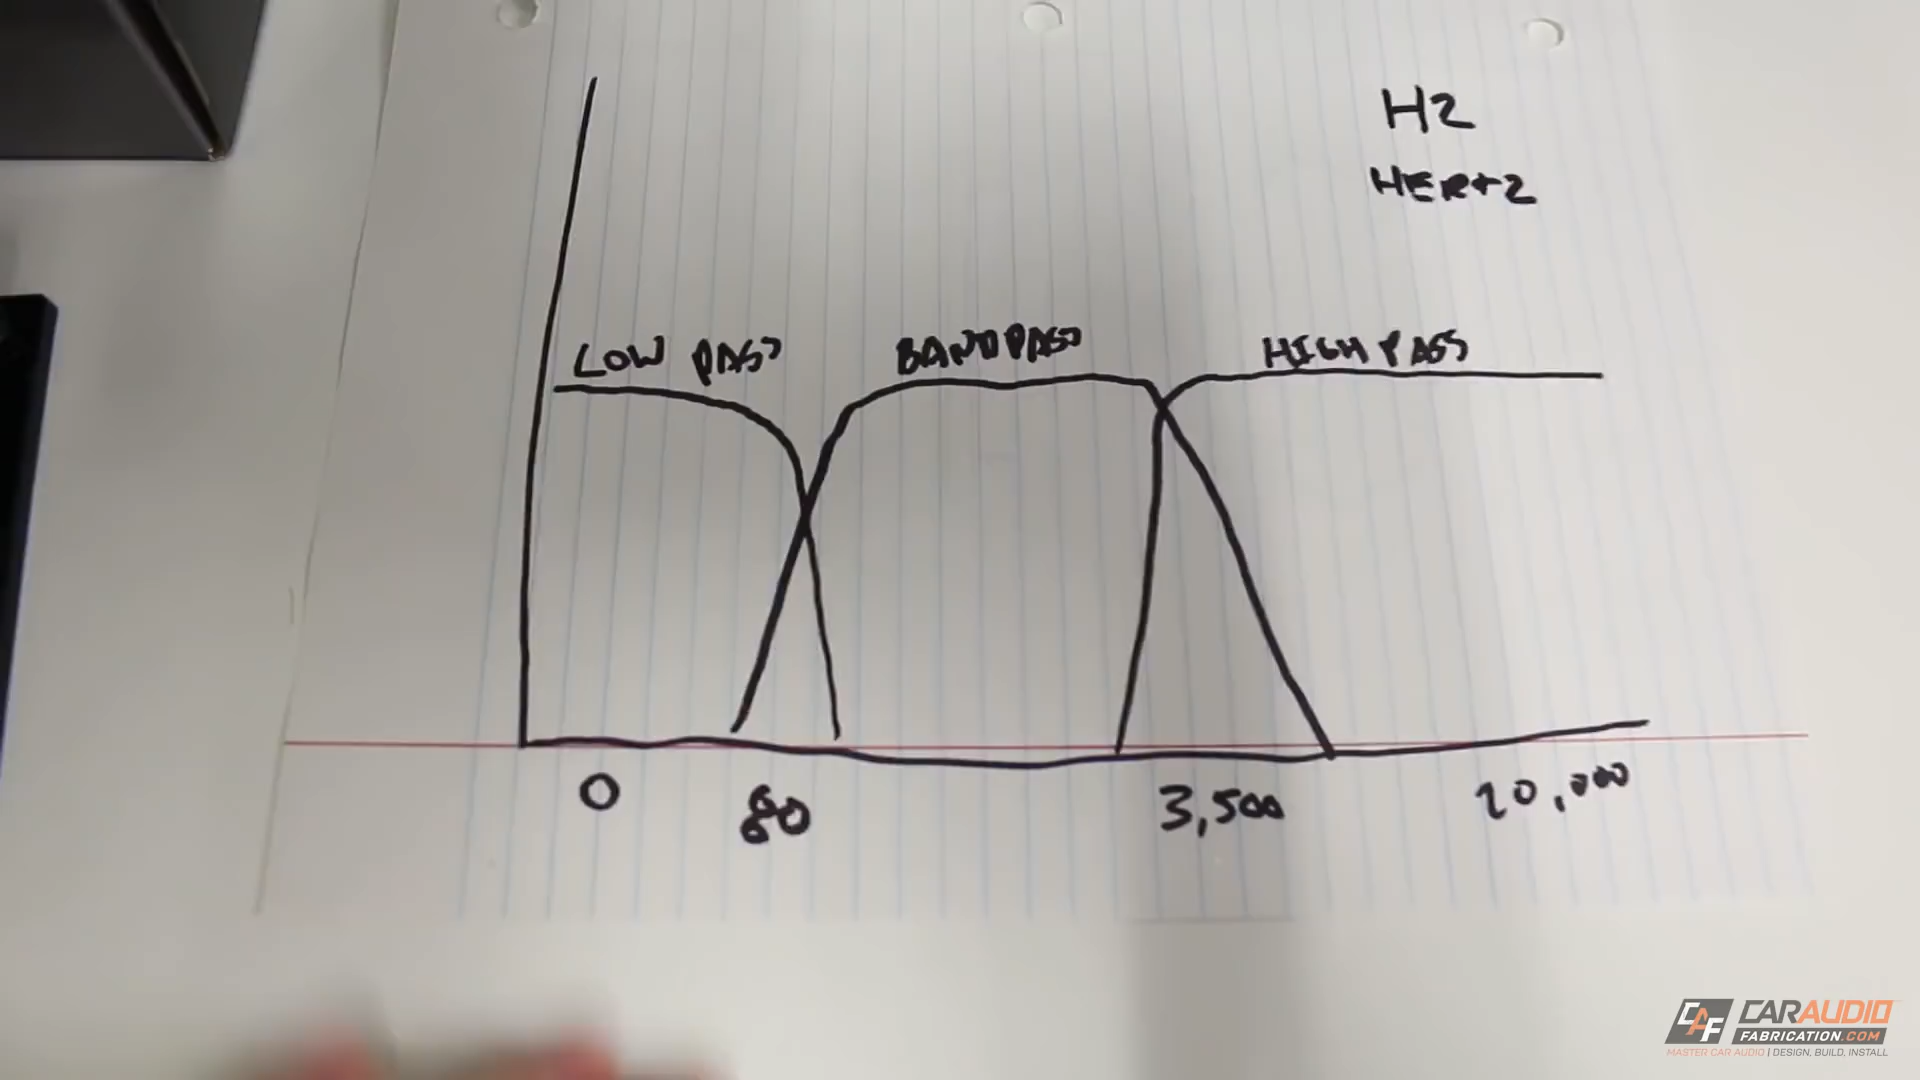 HZ
HERTZ
LOW PASS
BANDPASS
HIGH PASS
0
80
3,500
20,000
CAF
CARAUDIO
FABRICATION.COM
MASTER CAR AUDIO | DESIGN, BUILD, INSTALL